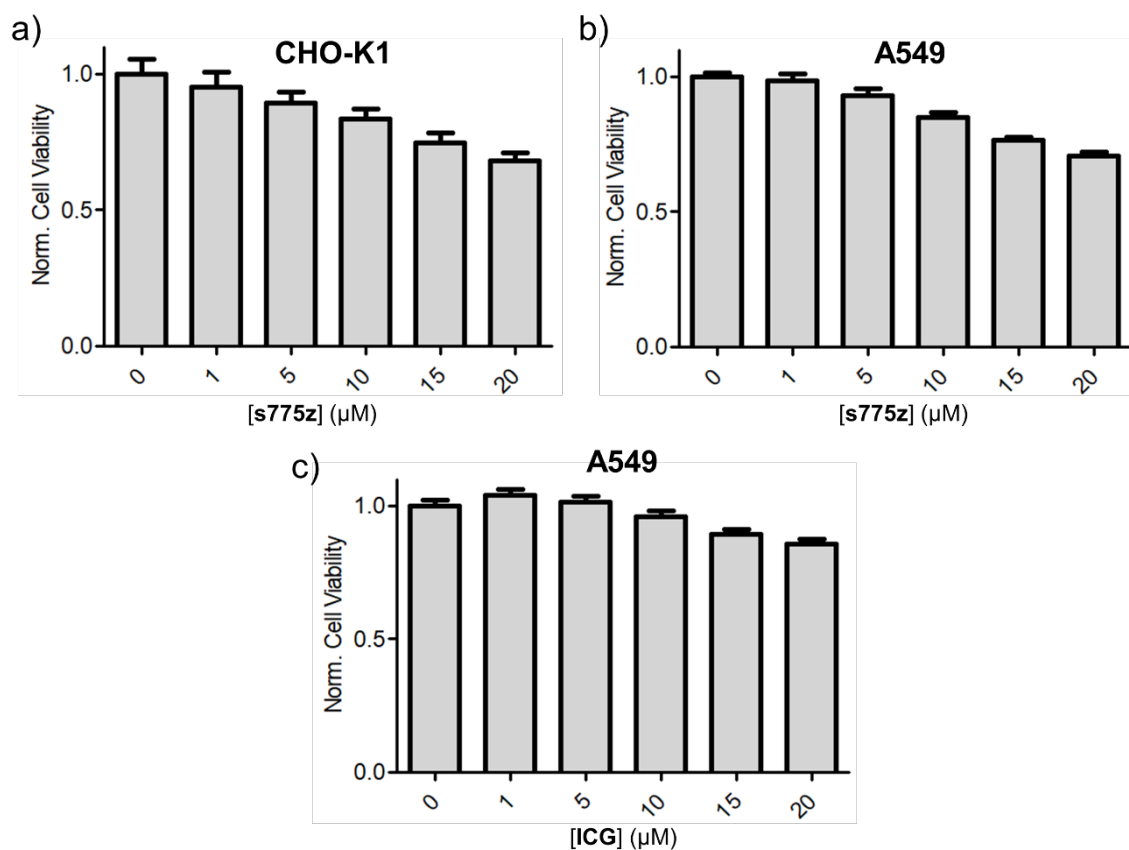 a)
CHO-K1
Norm. Cell Viability
1.0
0.5
0.0
0 1 5 10 15 20
[s775z] (µM)
b)
A549
Norm. Cell Viability
1.0
0.5
0.0
0 1 5 10 15 20
[s775z] (µM)
c)
A549
Norm. Cell Viability
1.0
0.5
0.0
0 1 5 10 15 20
[ICG] (µM)